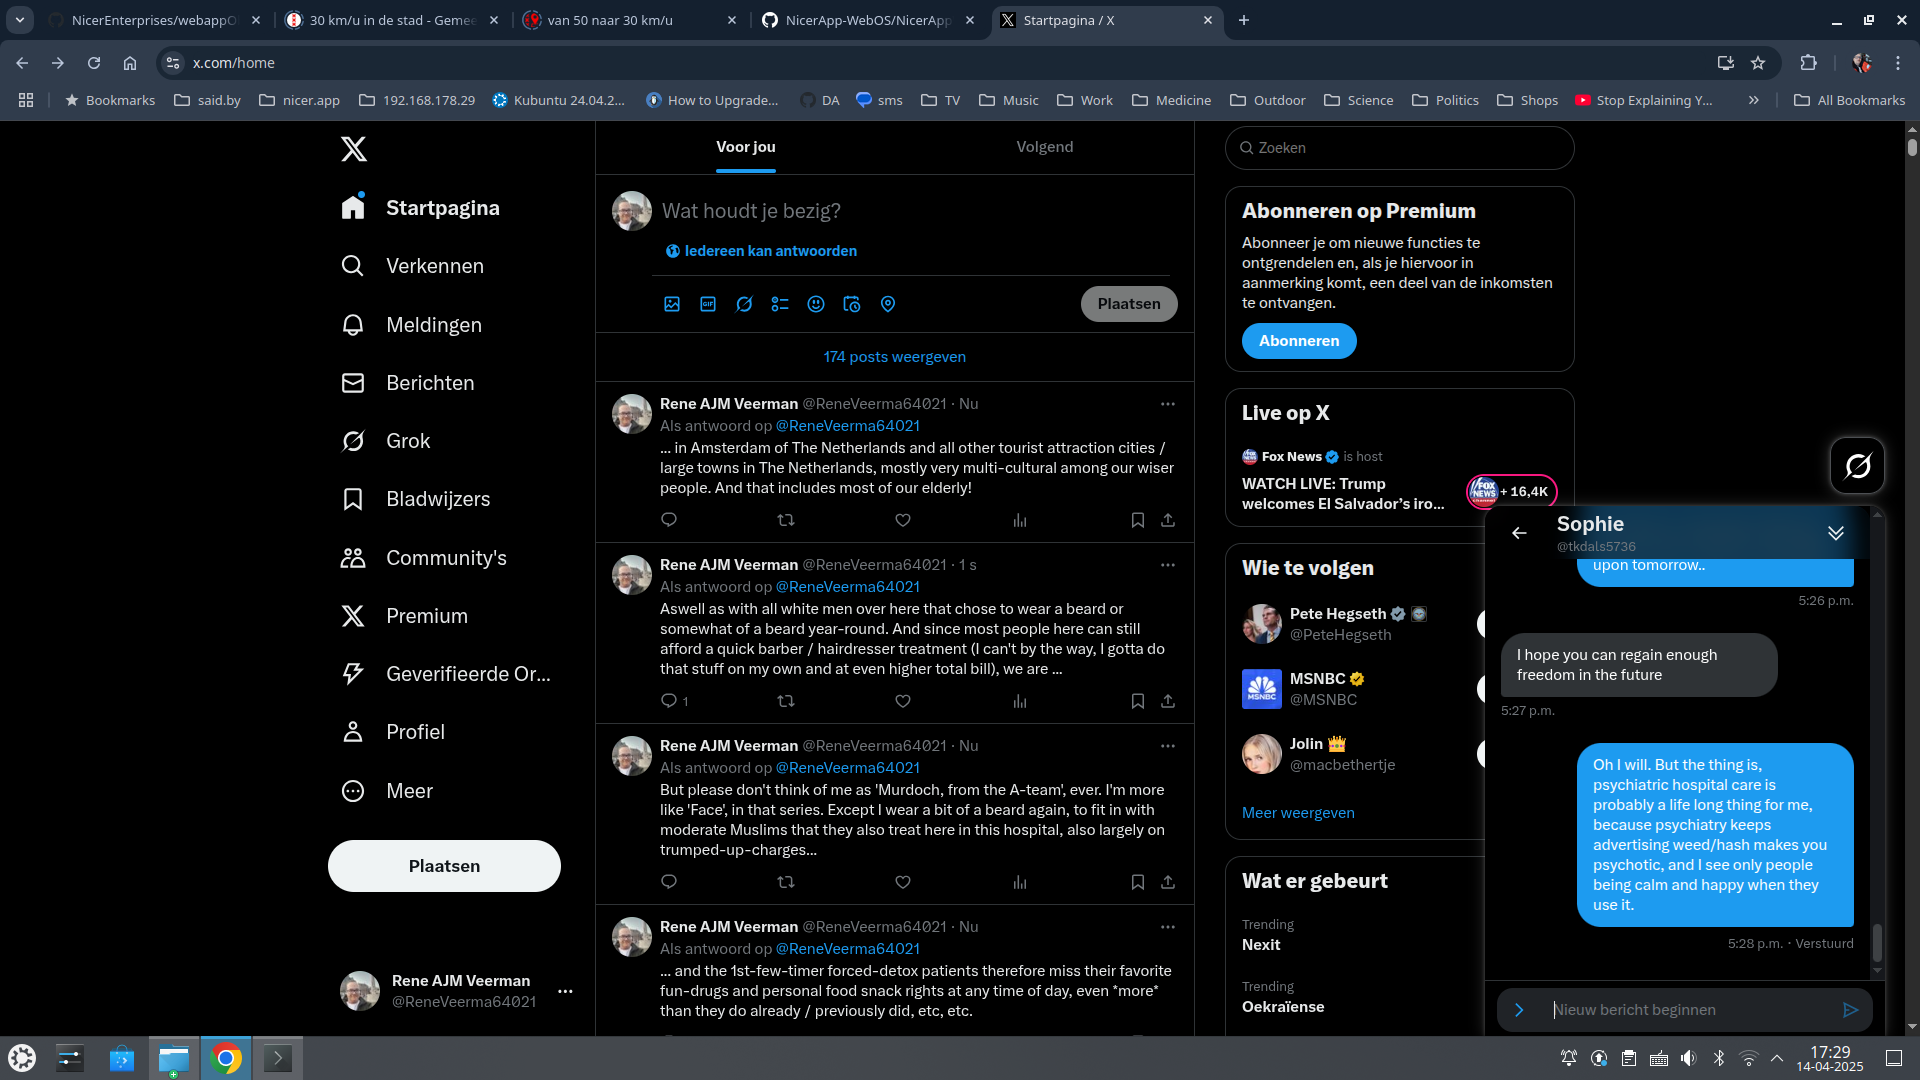 NicerEnterprises/webappO
30 km/u in de stad - Gemee
van 50 naar 30 km/u
NicerApp-WebOS/NicerApp
Startpagina / X
x.com/home
Bookmarks
said.by
nicer.app
192.168.178.29
Kubuntu 24.04.2...
How to Upgrade...
DA
sms
TV
Music
Work
Medicine
Outdoor
Science
Politics
Shops
Stop Explaining Y...
All Bookmarks
Startpagina
Verkennen
Meldingen
Berichten
Grok
Bladwijzers
Community's
Premium
Geverifieerde Or...
Profiel
Meer
Plaatsen
Rene AJM Veerman
@ReneVeerma64021
Voor jou
Volgend
Wat houdt je bezig?
Iedereen kan antwoorden
GIF
Plaatsen
174 posts weergeven
Rene AJM Veerman @ReneVeerma64021 · Nu
Als antwoord op @ReneVeerma64021
... in Amsterdam of The Netherlands and all other tourist attraction cities /
large towns in The Netherlands, mostly very multi-cultural among our wiser
people. And that includes most of our elderly!
Rene AJM Veerman @ReneVeerma64021 · 1 s
Als antwoord op @ReneVeerma64021
Aswell as with all white men over here that chose to wear a beard or
somewhat of a beard year-round. And since most people here can still
afford a quick barber / hairdresser treatment (I can't by the way, I gotta do
that stuff on my own and at even higher total bill), we are ...
1
Rene AJM Veerman @ReneVeerma64021 · Nu
Als antwoord op @ReneVeerma64021
But please don't think of me as 'Murdoch, from the A-team', ever. I'm more
like 'Face', in that series. Except I wear a bit of a beard again, to fit in with
moderate Muslims that they also treat here in this hospital, also largely on
trumped-up-charges...
Rene AJM Veerman @ReneVeerma64021 · Nu
Als antwoord op @ReneVeerma64021
... and the 1st-few-timer forced-detox patients therefore miss their favorite
fun-drugs and personal food snack rights at any time of day, even *more*
than they do already / previously did, etc, etc.
Zoeken
Abonneren op Premium
Abonneer je om nieuwe functies te
ontgrendelen en, als je hiervoor in
aanmerking komt, een deel van de inkomsten
te ontvangen.
Abonneren
Live op X
Fox News is host
WATCH LIVE: Trump
welcomes El Salvador's iro...
FOX NEWS
+ 16,4K
Wie te volgen
Pete Hegseth
@PeteHegseth
MSNBC
MSNBC
@MSNBC
Jolin
@macbethertje
Meer weergeven
Wat er gebeurt
Trending
Nexit
Trending
Oekraïense
Sophie
@tkdals5736
upon tomorrow..
5:26 p.m.
I hope you can regain enough
freedom in the future
5:27 p.m.
Oh I will. But the thing is,
psychiatric hospital care is
probably a life long thing for me,
because psychiatry keeps
advertising weed/hash makes you
psychotic, and I see only people
being calm and happy when they
use it.
5:28 p.m. · Verstuurd
Nieuw bericht beginnen
17:29
14-04-2025